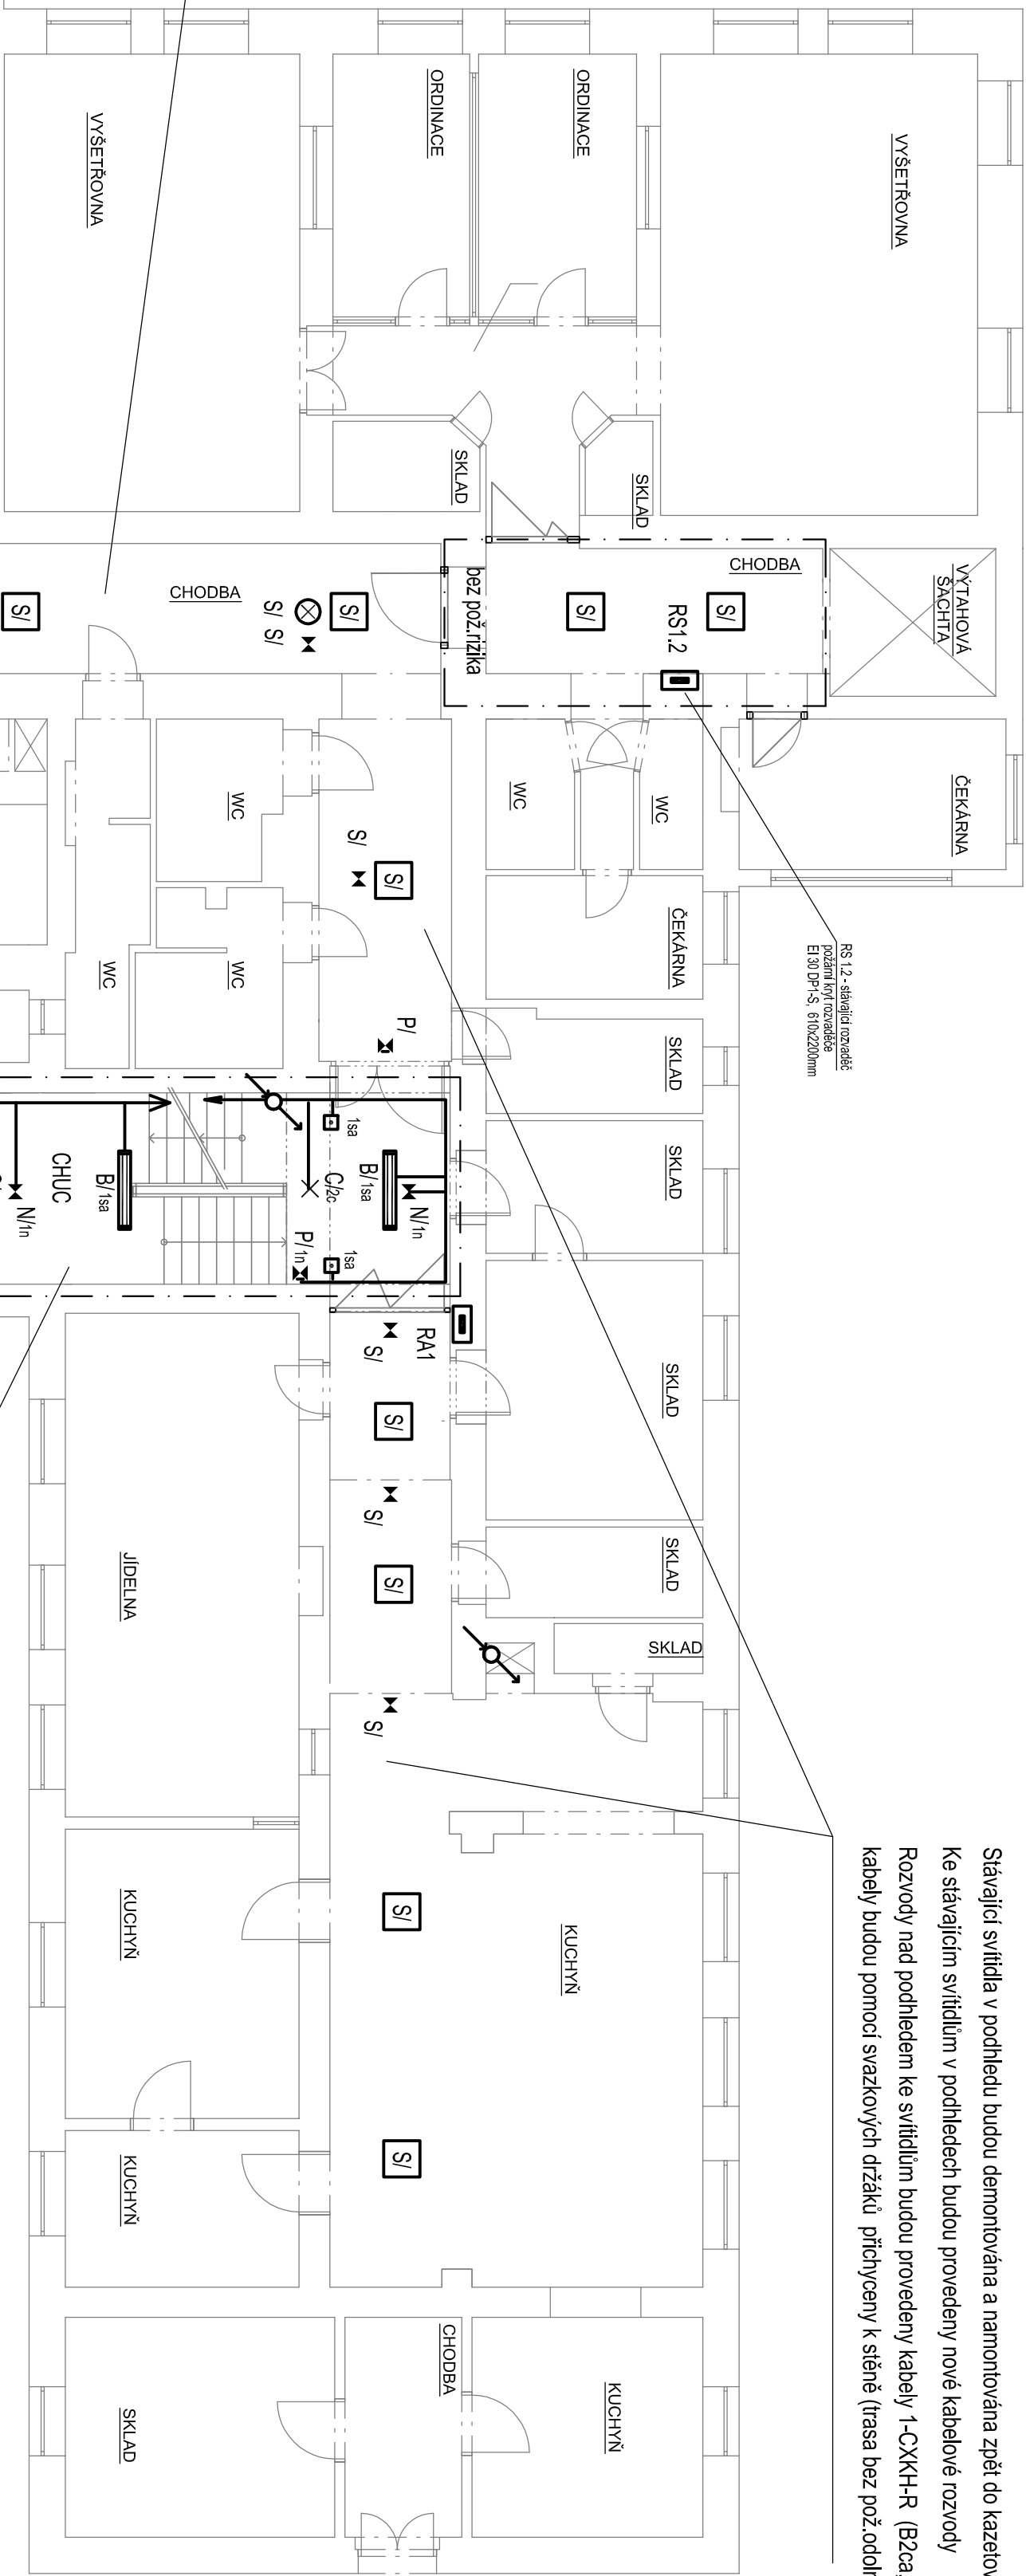 Stávající svítidla v podhledu budou demontována a namontována zpět do
Ke stávajícím svítidlům v podhledech budou provedeny nové kabelové rozvody
Rozvody nad podhledem ke svítidlům budou provedeny kabely 1-CXKH-R
kabely budou pomocí svazkových držáků přichyceny k stěně (trasa bez
VÝTAHOVÁ
ŠACHTA
VYŠETŘOVNA
ČEKÁRNA
RS 1.2 - stávající rozvaděč
požární kryt rozvaděče
EI 30 DP1-S, 610x2200mm
CHODBA
S/
RS1.2
SKLAD
WC
ČEKÁRNA
SKLAD
SKLAD
SKLAD
SKLAD
SKLAD
ORDINACE
S/
WC
KUCHYŇ
KUCHYŇ
bez pož.rizika
SKLAD
CHODBA
ORDINACE
S/
S/
P/
N/1n
B/1sa
1sa
C/2c
1sa
P/1n
RA1
S/
S/
S/
S/
S/
S/
S/
S/
S/
S/
CHODBA
WC
WC
WC
VYŠETŘOVNA
S/
JÍDELNA
KUCHYŇ
KUCHYŇ
SKLAD
B/1sa
CHUC
N/1n